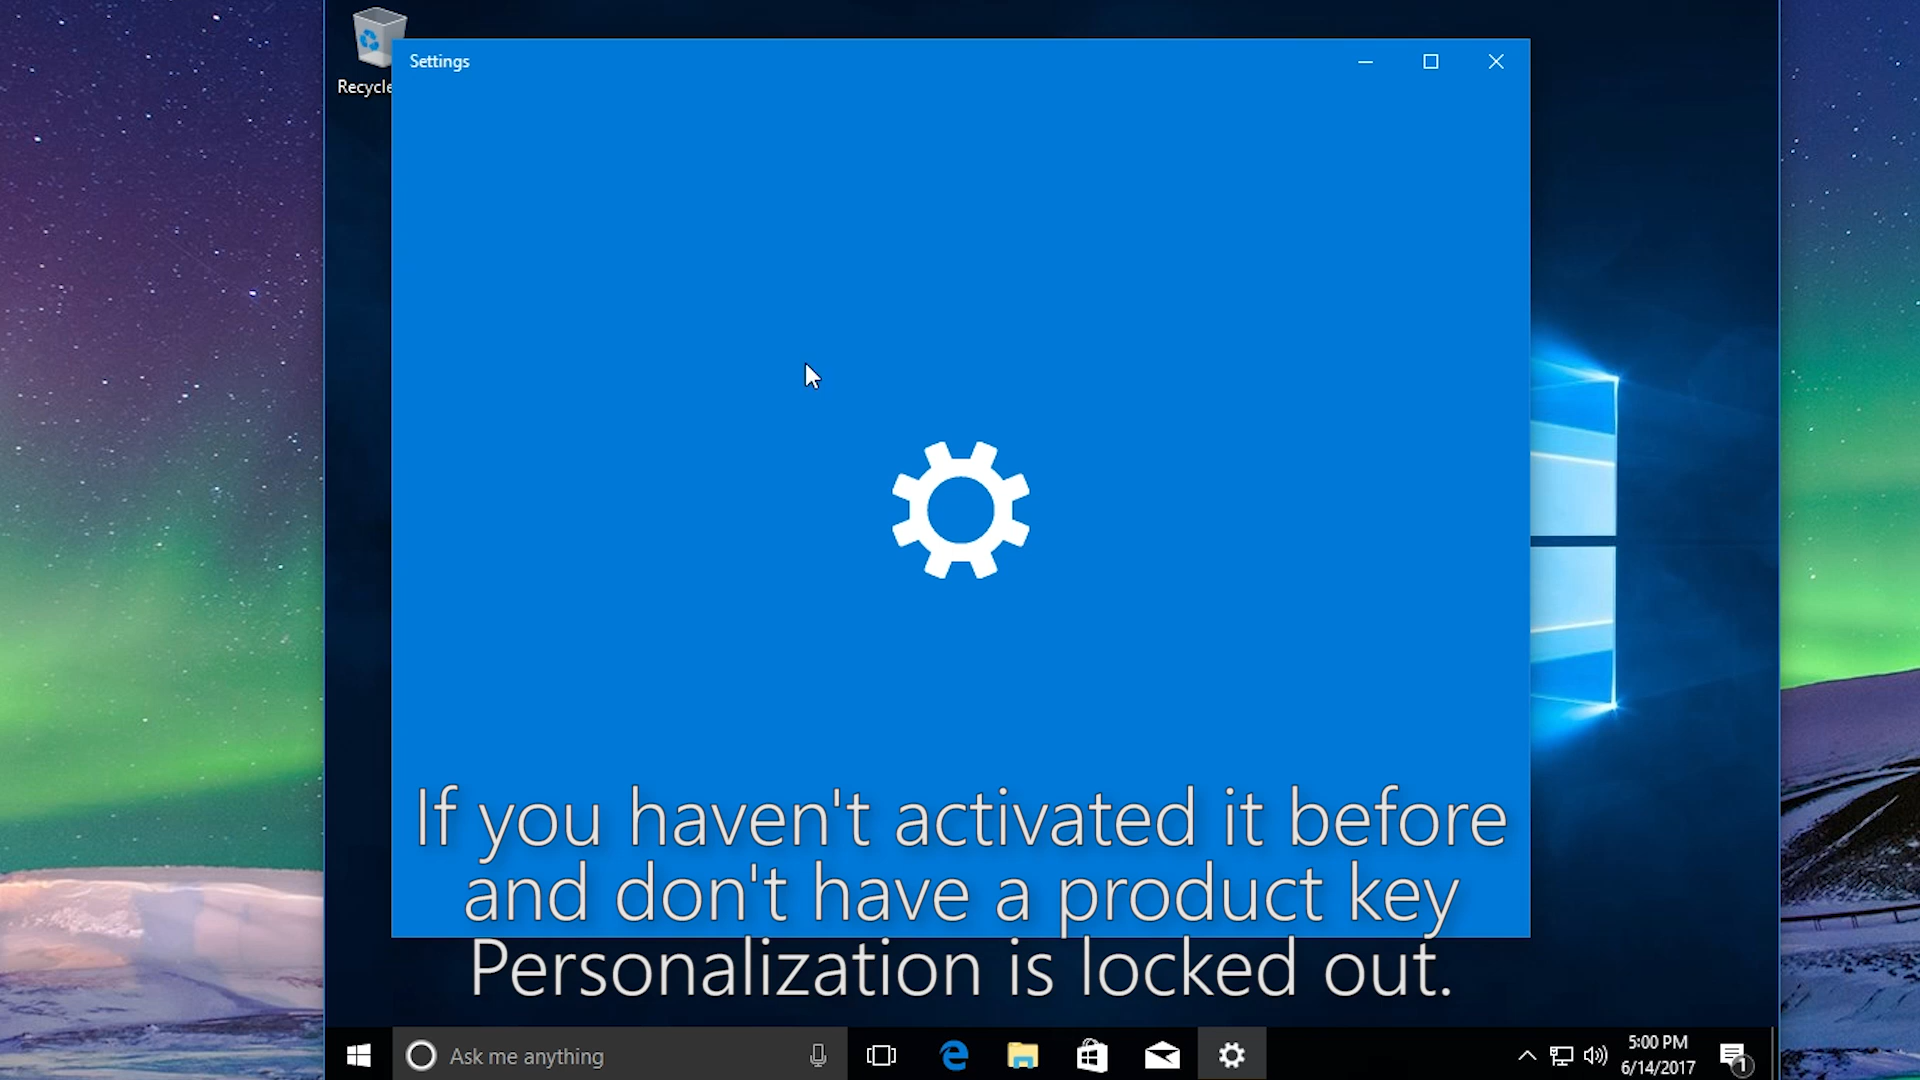 Recycle
Settings
If you haven't activated it before
and don't have a product key
Personalization is locked out.
Ask me anything
5:00 PM
6/14/2017
1